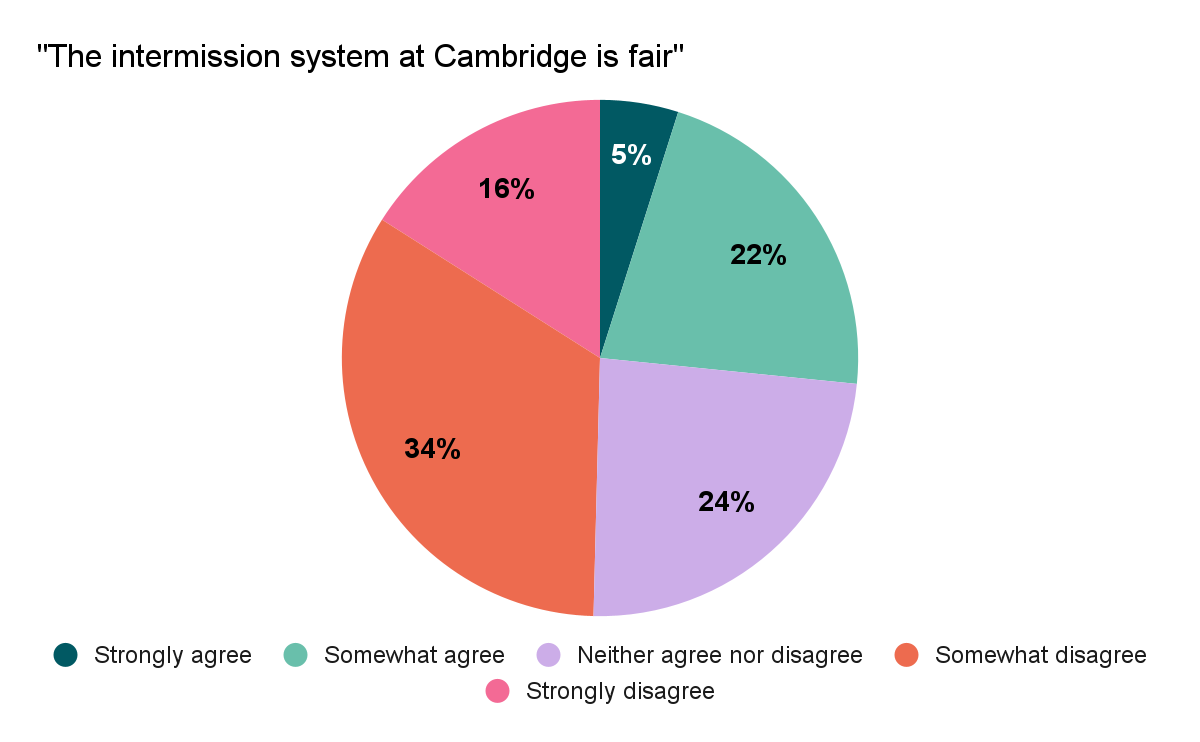 "The intermission system at Cambridge is fair"
5%
16%
22%
34%
24%
Strongly agree Somewhat agree Neither agree nor disagree Somewhat disagree
Strongly disagree